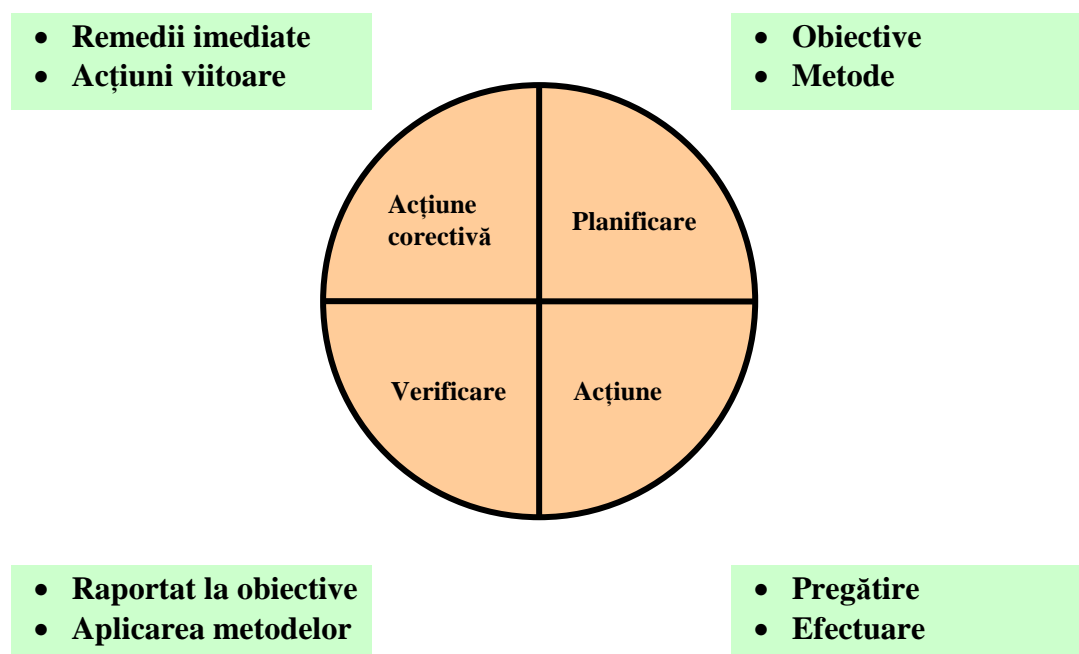 • Remedii imediate
• Acțiuni viitoare
• Obiective
• Metode
Acțiune
corectivă
Planificare
Verificare
Acțiune
• Raportat la obiective
• Aplicarea metodelor
• Pregătire
• Efectuare